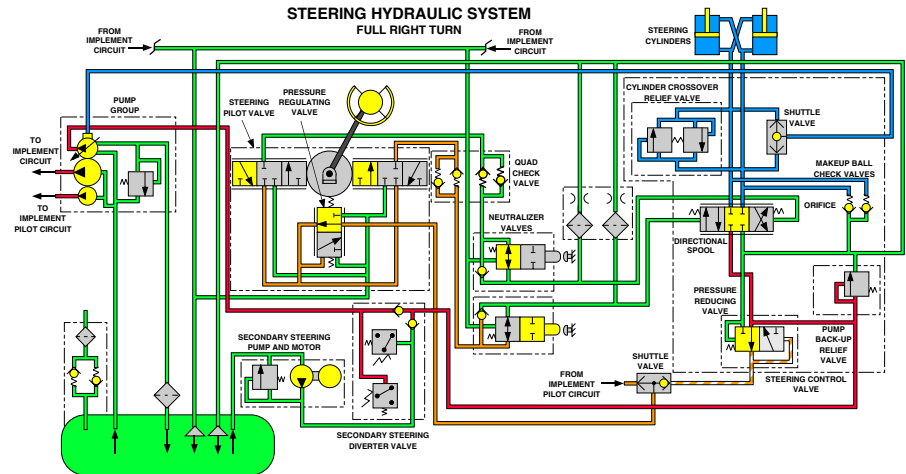 STEERING HYDRAULIC SYSTEM
FULL RIGHT TURN
FROM
IMPLEMENT
CIRCUIT
FROM
IMPLEMENT
CIRCUIT
STEERING
CYLINDERS
PUMP
GROUP
STEERING
PILOT VALVE
PRESSURE
REGULATING
VALVE
CYLINDER CROSSOVER
RELIEF VALVE
SHUTTLE
VALVE
TO
IMPLEMENT
CIRCUIT
TO
IMPLEMENT
PILOT CIRCUIT
QUAD
CHECK
VALVE
MAKEUP BALL
CHECK VALVES
ORIFICE
NEUTRALIZER
VALVES
DIRECTIONAL
SPOOL
PRESSURE
REDUCING
VALVE
PUMP
BACK-UP
RELIEF
VALVE
SECONDARY STEERING
PUMP AND MOTOR
SHUTTLE
VALVE
FROM
IMPLEMENT
PILOT CIRCUIT
STEERING CONTROL
VALVE
SECONDARY STEERING
DIVERTER VALVE